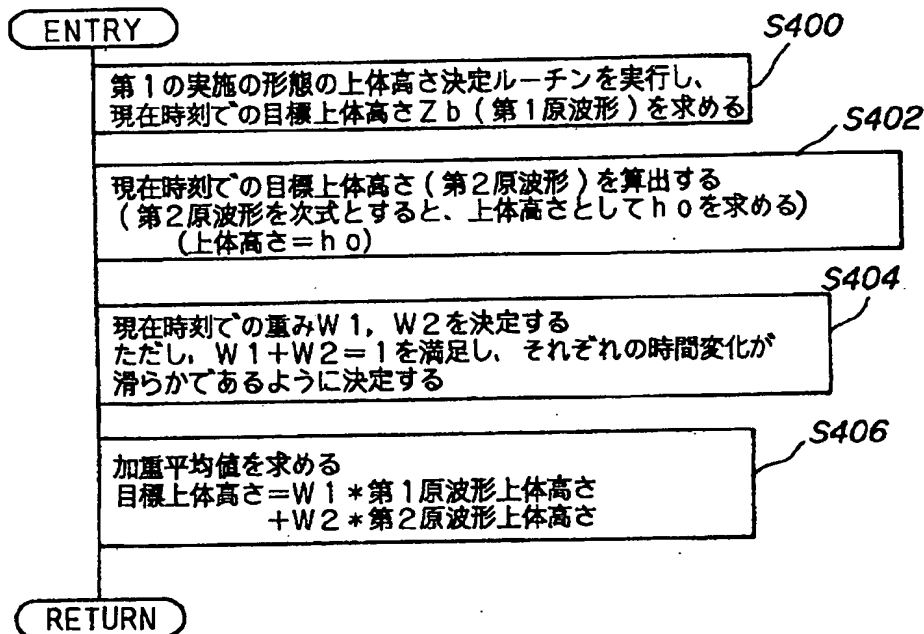 ENTRY
S400
第1の実施の形態の上体高さ決定ルーチンを実行し、
現在時刻での目標上体高さZb(第1原波形)を求める
S402
現在時刻での目標上体高さ(第2原波形)を算出する
(第2原波形を次式とすると、上体高さとしてhoを求める)
(上体高さ=ho)
S404
現在時刻での重みW1,W2を決定する
ただし、W1+W2=1を満足し、それぞれの時間変化が
滑らかであるように決定する
S406
加重平均値を求める
目標上体高さ=W1*第1原波形上体高さ
+W2*第2原波形上体高さ
RETURN